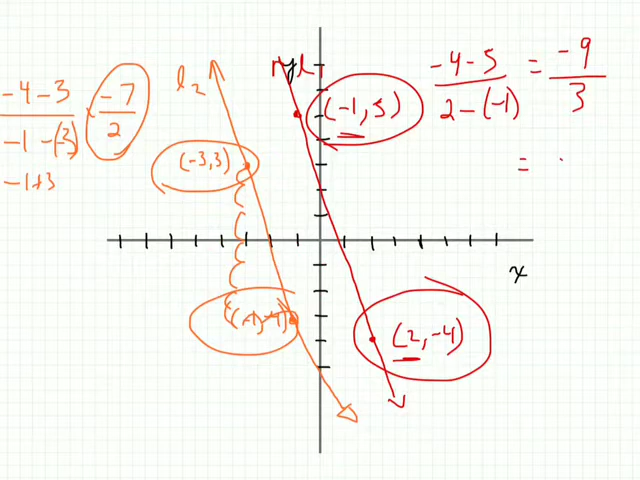 l₂
y l₁
-4 - 3 / -1 - (-3) = -7 / 2
-1 + 3
-4 - 5 / 2 - (-1) = -9 / 3
=
(-1, 5)
(-3, 3)
(-1, -4)
(2, -4)
x